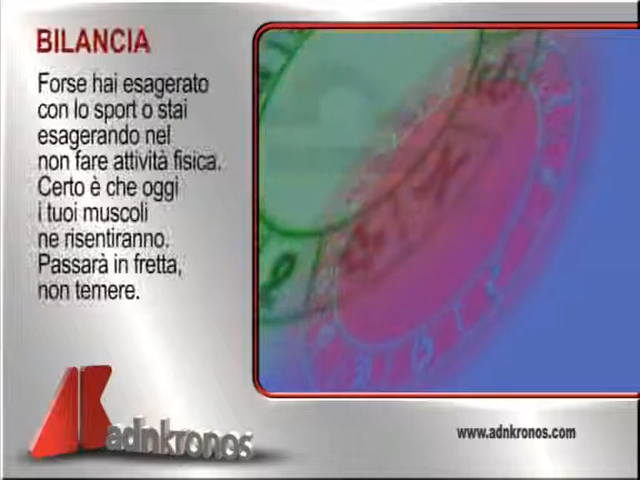 BILANCIA
Forse hai esagerato
con lo sport o stai
esagerando nel
non fare attività fisica.
Certo è che oggi
i tuoi muscoli
ne risentiranno.
Passarà in fretta,
non temere.
adnkronos
www.adnkronos.com